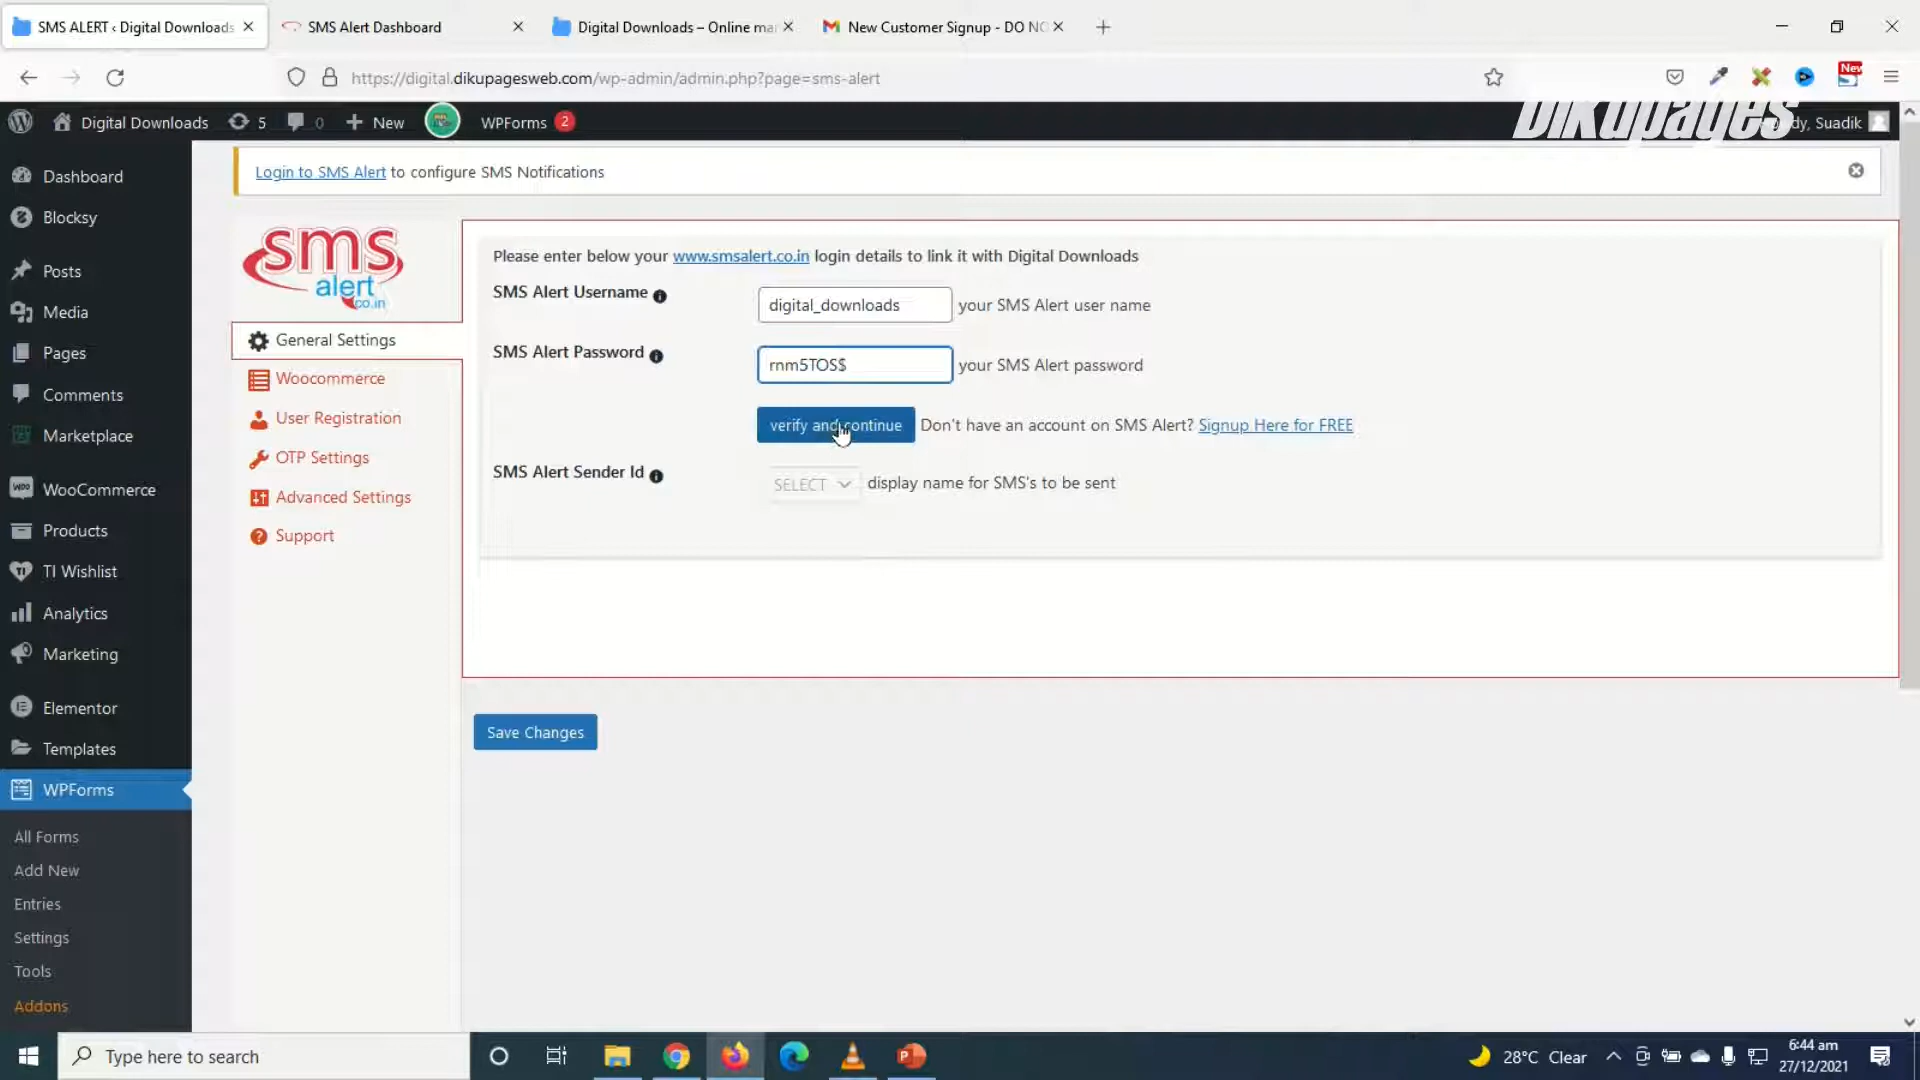 SMS ALERT ‹ Digital Downloads
SMS Alert Dashboard
Digital Downloads – Online mar
New Customer Signup - DO NO
https://digital.dikupagesweb.com/wp-admin/admin.php?page=sms-alert
New
Digital Downloads
5
0
New
WPForms
2
dy, Suadik
Dikupages
Dashboard
Blocksy
Posts
Media
Pages
Comments
Marketplace
WooCommerce
Products
TI Wishlist
Analytics
Marketing
Elementor
Templates
WPForms
All Forms
Add New
Entries
Settings
Tools
Addons
Login to SMS Alert to configure SMS Notifications
sms
alert
co.in
General Settings
Woocommerce
User Registration
OTP Settings
Advanced Settings
Support
Please enter below your www.smsalert.co.in login details to link it with Digital Downloads
SMS Alert Username
digital_downloads
your SMS Alert user name
SMS Alert Password
rnm5TOS$
your SMS Alert password
verify and continue
Don't have an account on SMS Alert? Signup Here for FREE
SMS Alert Sender Id
SELECT
display name for SMS's to be sent
Save Changes
Type here to search
28°C Clear
6:44 am
27/12/2021